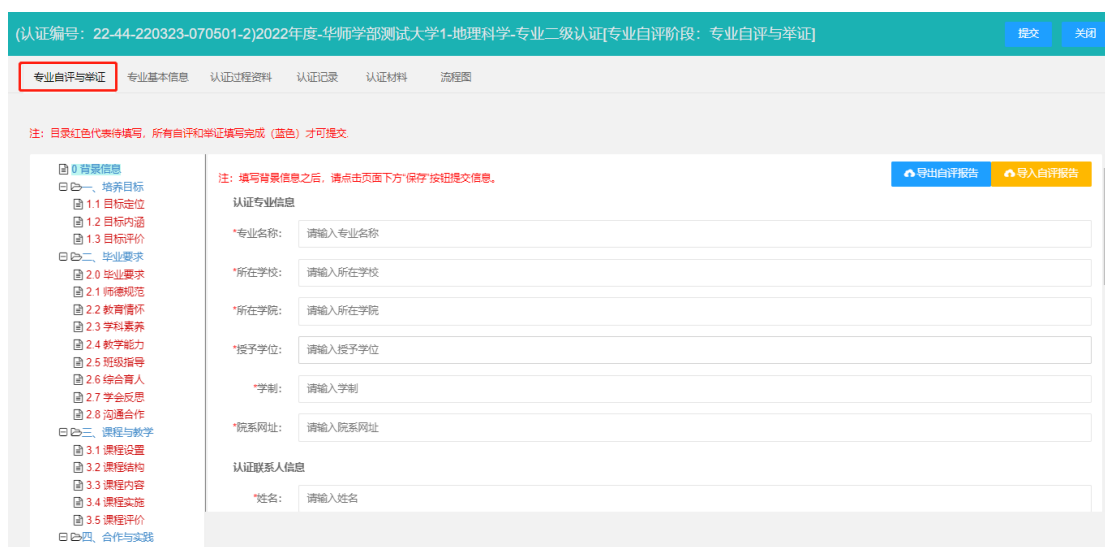 (认证编号：22-44-220323-070501-2)2022年度-华师学部测试大学1-地理科学-专业二级认证[专业自评阶段：专业自评与举证]
提交 关闭
专业自评与举证 专业基本信息 认证过程资料 认证记录 认证材料 流程图
注：目录红色代表待填写，所有自评和举证填写完成（蓝色）才可提交.
0 背景信息
一、培养目标
1.1 目标定位
1.2 目标内涵
1.3 目标评价
二、毕业要求
2.0 毕业要求
2.1 师德规范
2.2 教育情怀
2.3 学科素养
2.4 教学能力
2.5 班级指导
2.6 综合育人
2.7 学会反思
2.8 沟通合作
三、课程与教学
3.1 课程设置
3.2 课程结构
3.3 课程内容
3.4 课程实施
3.5 课程评价
四、合作与实践
注：填写背景信息之后，请点击页面下方“保存”按钮提交信息。
导出自评报告 导入自评报告
认证专业信息
*专业名称： 请输入专业名称
*所在学校： 请输入所在学校
*所在学院： 请输入所在学院
*授予学位： 请输入授予学位
*学制： 请输入学制
*院系网址： 请输入院系网址
认证联系人信息
*姓名： 请输入姓名